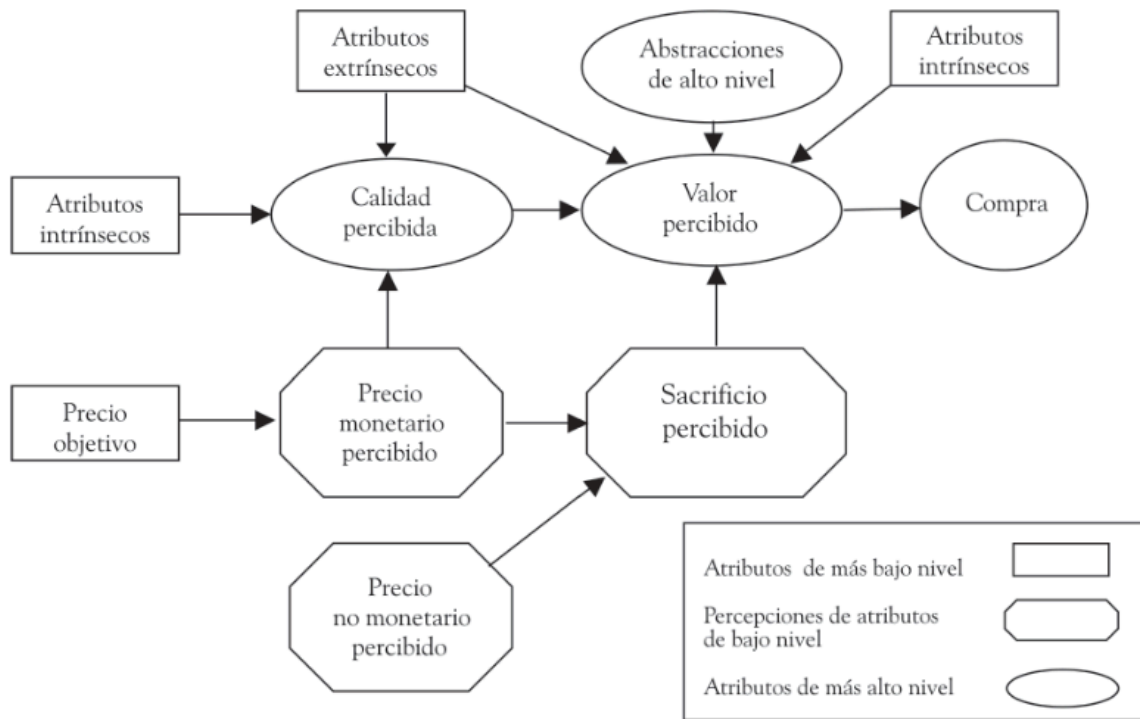 Atributos
extrínsecos
Abstracciones
de alto nivel
Atributos
intrínsecos
Atributos
intrínsecos
Calidad
percibida
Valor
percibido
Compra
Precio
objetivo
Precio
monetario
percibido
Sacrificio
percibido
Precio
no monetario
percibido
Atributos de más bajo nivel
Percepciones de atributos
de bajo nivel
Atributos de más alto nivel